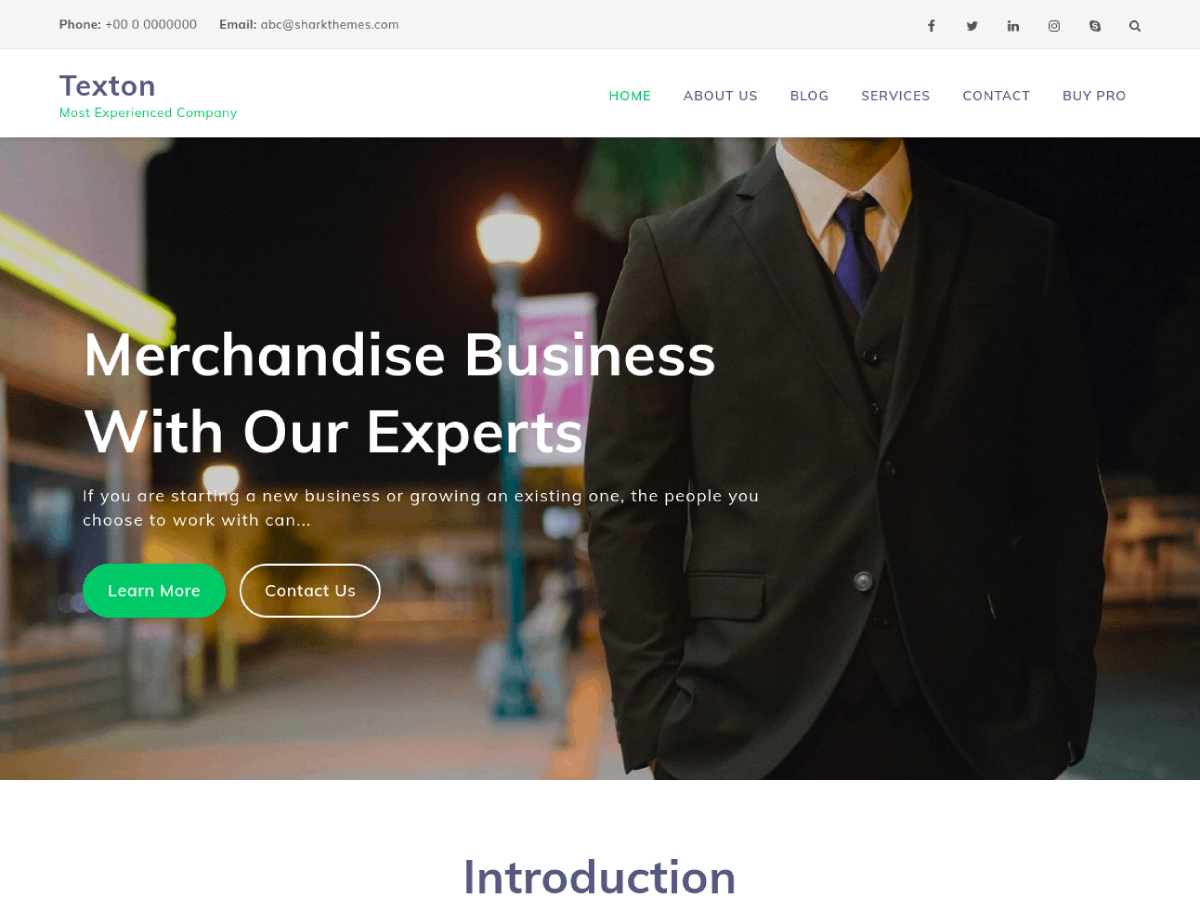 Phone: +00 0 0000000 Email: abc@sharkthemes.com
Texton
Most Experienced Company
HOME ABOUT US BLOG SERVICES CONTACT BUY PRO
Merchandise Business
With Our Experts
If you are starting a new business or growing an existing one, the people you
choose to work with can...
Learn More Contact Us
Introduction